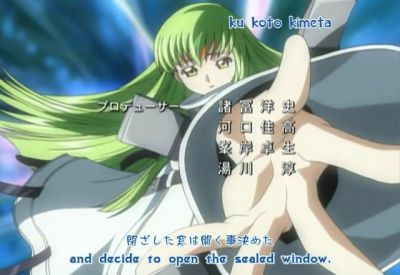 ku koto kimeta
プロデューサー 諸冨洋史
河口佳高
峯岸卓生
湯川 淳
閉ざした窓は開く事決めた
and decide to open the sealed window.